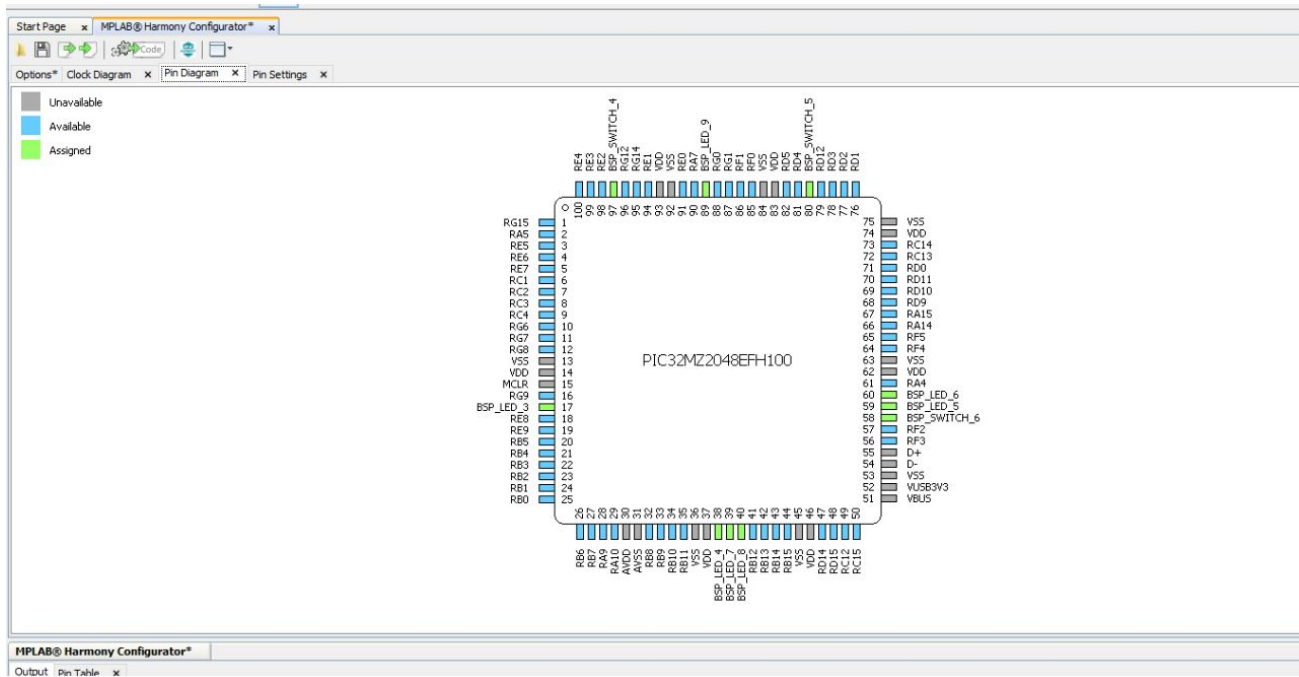 Start Page x MPLAB® Harmony Configurator* x
Code
Options* Clock Diagram x Pin Diagram x Pin Settings x
Unavailable
Available
Assigned
RE4
RE3
RE2
BSP_SWITCH_4
RG12
RG14
RE1
VDD
VSS
RE0
RA7
BSP_LED_9
RG0
RG1
RF1
RF0
VSS
VDD
RD5
RD4
BSP_SWITCH_5
RD12
RD3
RD2
RD1
100 99 98 97 96 95 94 93 92 91 90 89 88 87 86 85 84 83 82 81 80 79 78 77 76
RG15 1
RA5 2
RE5 3
RE6 4
RE7 5
RC1 6
RC2 7
RC3 8
RC4 9
RG6 10
RG7 11
RG8 12
VSS 13
VDD 14
MCLR 15
RG9 16
BSP_LED_3 17
RE8 18
RE9 19
RB5 20
RB4 21
RB3 22
RB2 23
RB1 24
RB0 25
PIC32MZ2048EFH100
75 VSS
74 VDD
73 RC14
72 RC13
71 RD0
70 RD11
69 RD10
68 RD9
67 RA15
66 RA14
65 RF5
64 RF4
63 VSS
62 VDD
61 RA4
60 BSP_LED_6
59 BSP_LED_5
58 BSP_SWITCH_6
57 RF2
56 RF3
55 D+
54 D-
53 VSS
52 VUSB3V3
51 VBUS
26 27 28 29 30 31 32 33 34 35 36 37 38 39 40 41 42 43 44 45 46 47 48 49 50
RB6
RB7
RA9
RA10
AVDD
AVSS
RB8
RB9
RB10
RB11
VSS
VDD
BSP_LED_4
BSP_LED_7
BSP_LED_8
RB12
RB13
RB14
RB15
VSS
VDD
RD14
RD15
RC12
RC15
MPLAB® Harmony Configurator*
Output Pin Table x